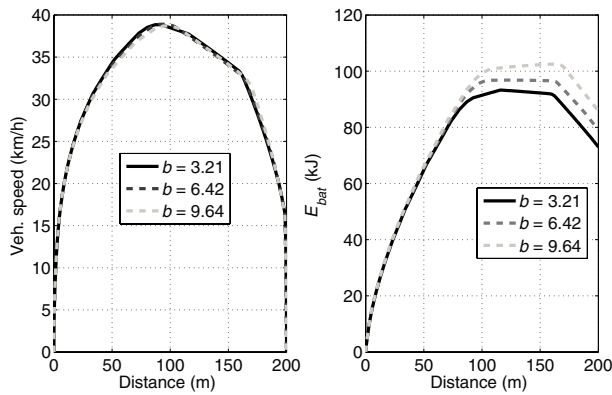 40
35
30
25
20
15
10
5
0
Veh. speed (km/h)
b = 3.21
b = 6.42
b = 9.64
0 50 100 150 200
Distance (m)
120
100
80
60
40
20
0
E_bat (kJ)
b = 3.21
b = 6.42
b = 9.64
0 50 100 150 200
Distance (m)